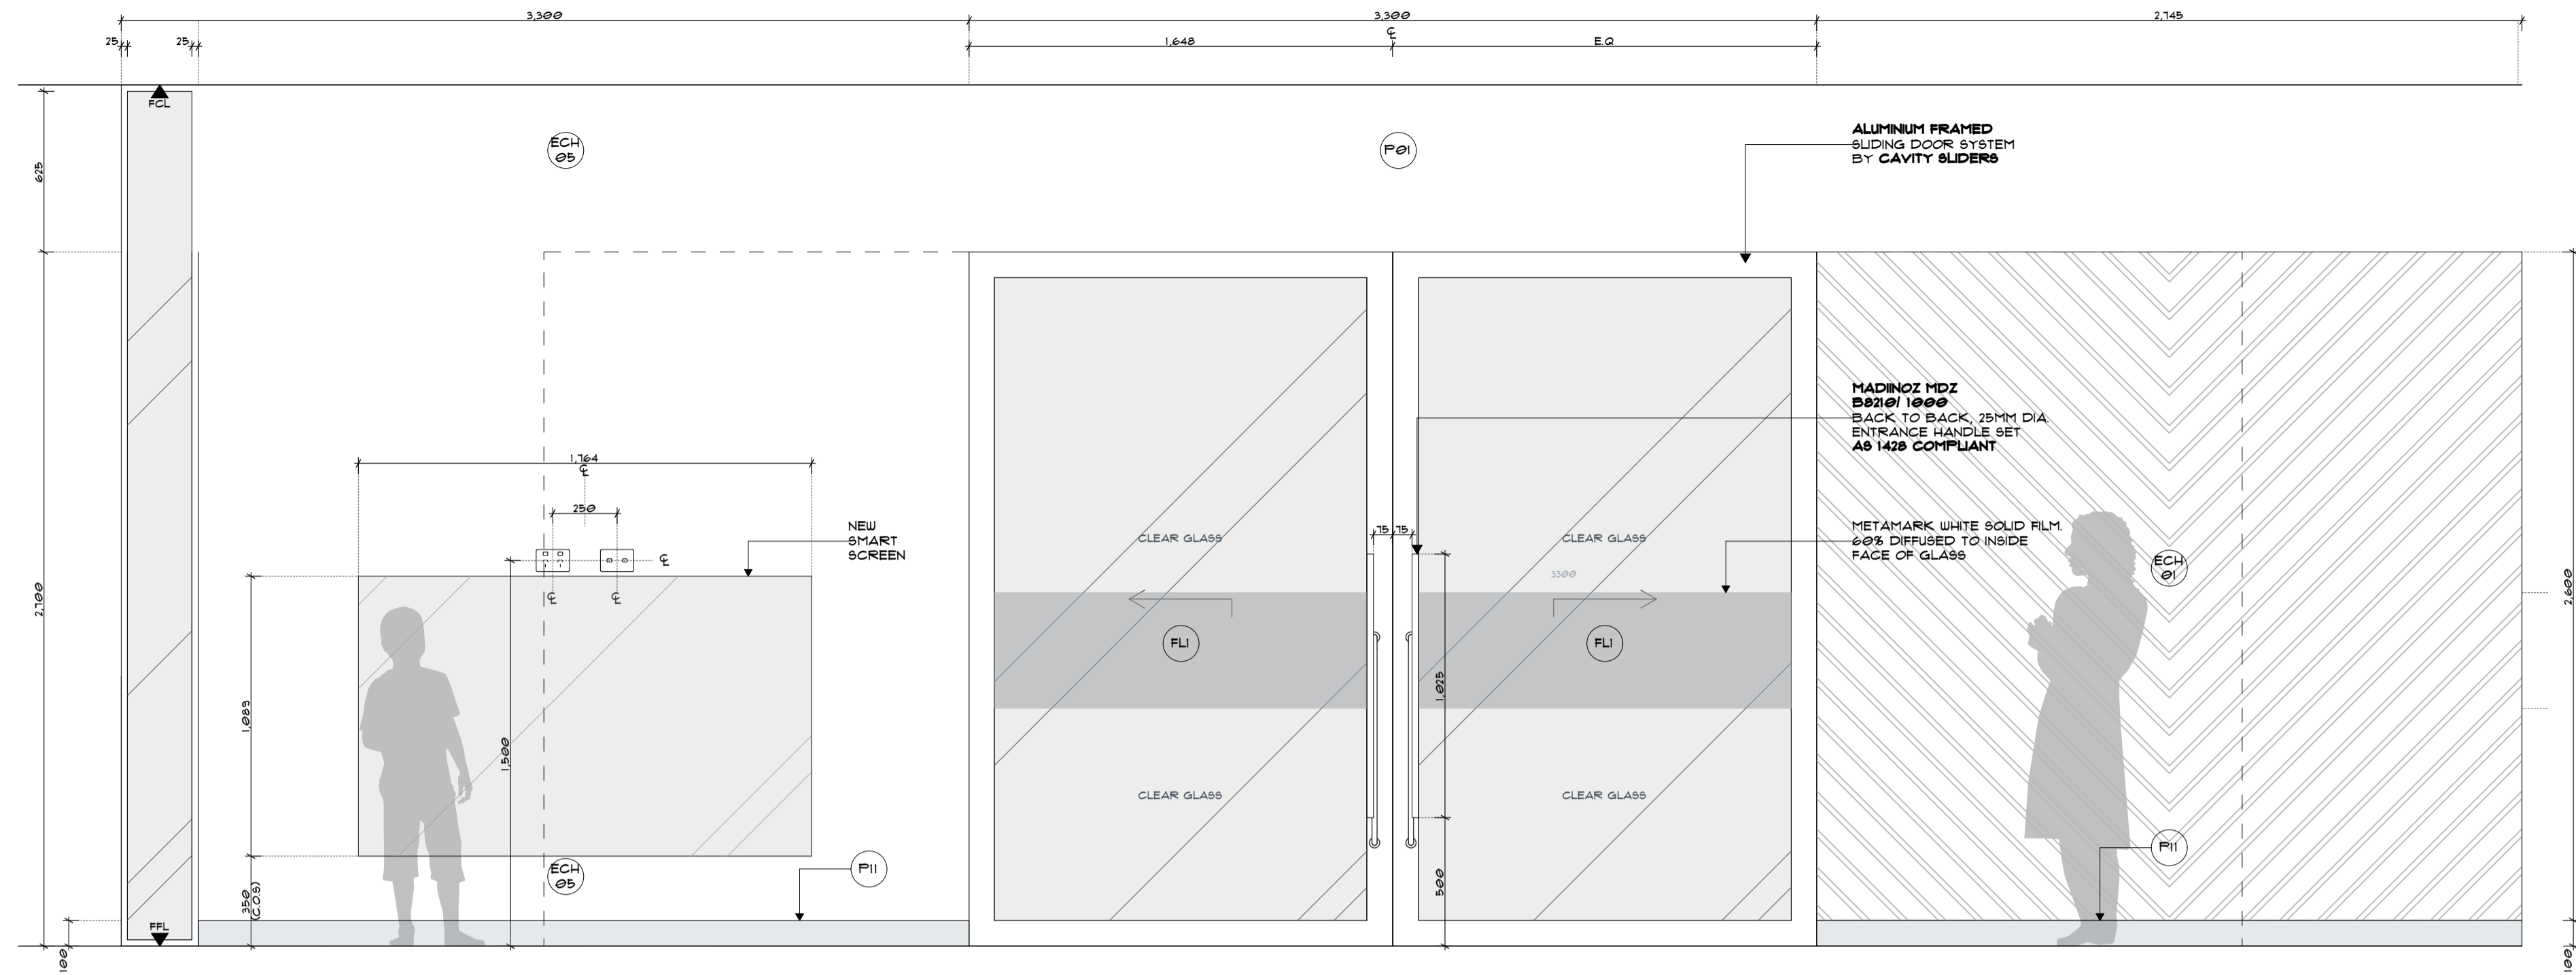 3,300
3,300
2,745
25
25
1,648
E.Q
FCL
625
ECH
05
P01
ALUMINIUM FRAMED
SLIDING DOOR SYSTEM
BY CAVITY SLIDERS
MADIINOZ MDZ
B8210/ 1000
BACK TO BACK, 25MM DIA.
ENTRANCE HANDLE SET
AS 1428 COMPLIANT
1,764
250
NEW
SMART
SCREEN
CLEAR GLASS
75
75
CLEAR GLASS
METAMARK WHITE SOLID FILM.
60% DIFFUSED TO INSIDE
FACE OF GLASS
3300
ECH
01
2,700
2,600
FL1
FL1
1,025
1,089
1,500
CLEAR GLASS
CLEAR GLASS
P11
ECH
05
P11
350
(C.O.S)
500
FFL
100
100